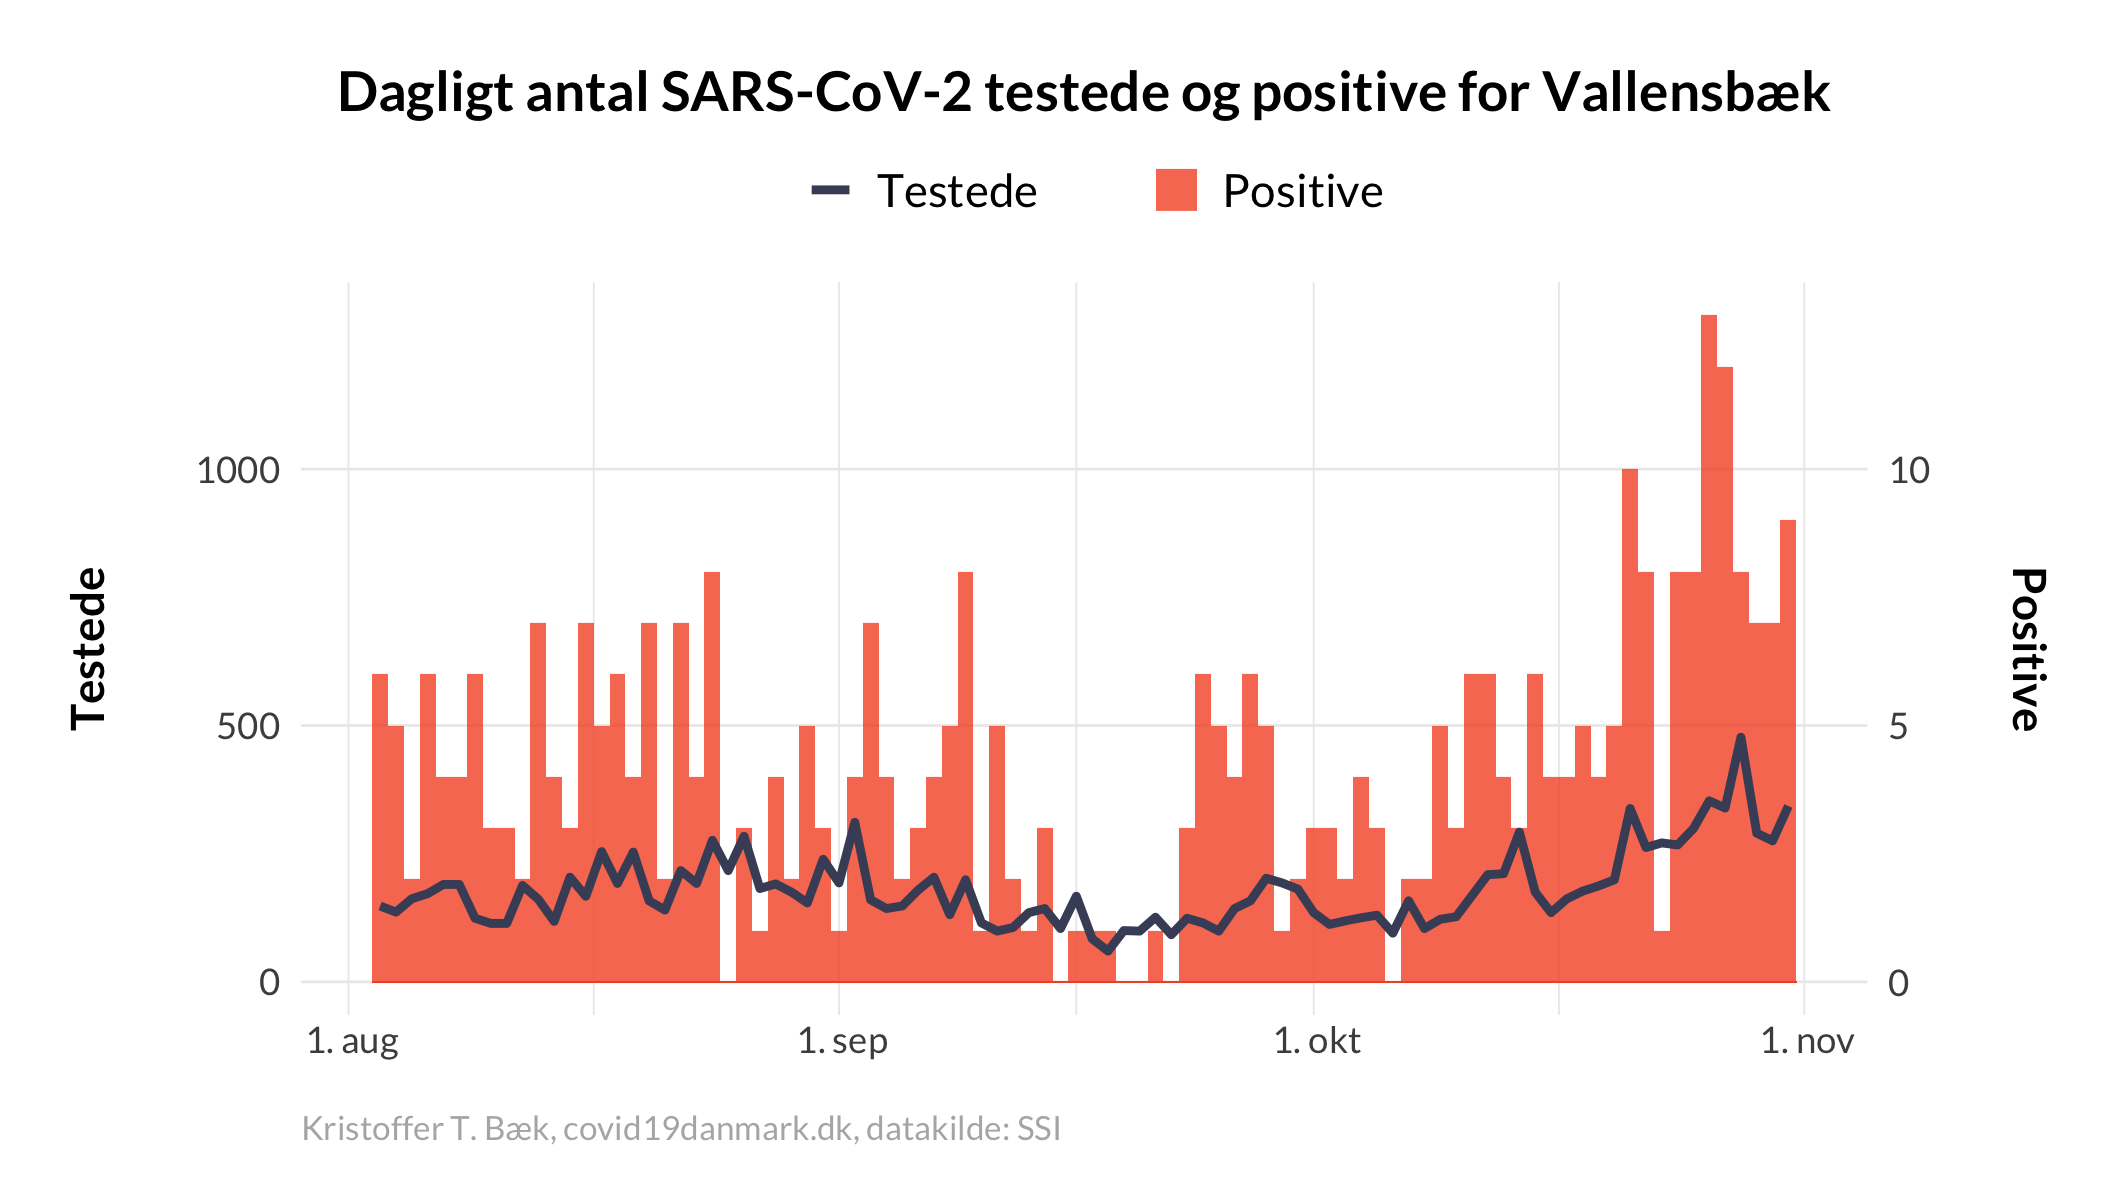 Dagligt antal SARS-CoV-2 testede og positive for Vallensbæk
Testede
Positive
1000
500
0
10
5
0
Testede
Positive
1. aug
1. sep
1. okt
1. nov
Kristoffer T. Bæk, covid19danmark.dk, datakilde: SSI